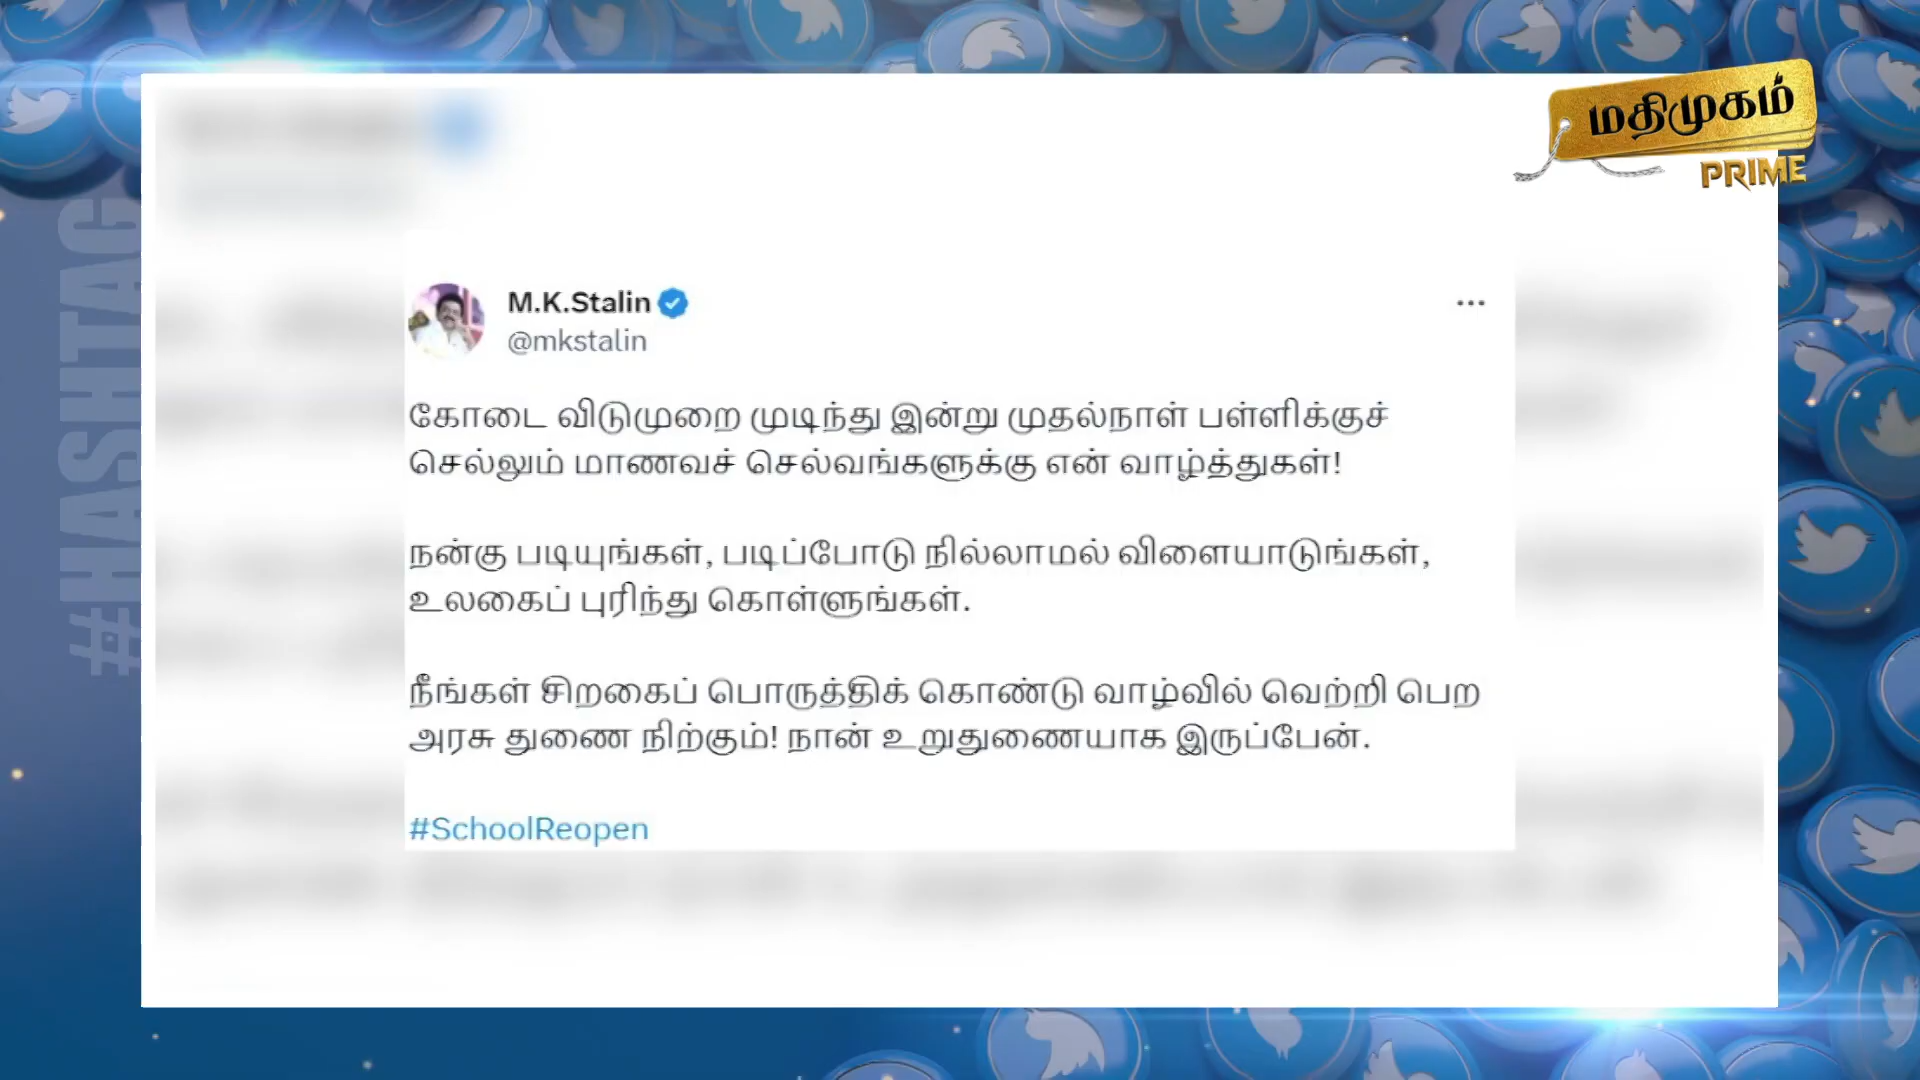 மதிமுகம்
PRIME
#HASHTAG
M.K.Stalin
@mkstalin
கோடை விடுமுறை முடிந்து இன்று முதல்நாள் பள்ளிக்குச்
செல்லும் மாணவச் செல்வங்களுக்கு என் வாழ்த்துகள்!
நன்கு படியுங்கள், படிப்போடு நில்லாமல் விளையாடுங்கள்,
உலகைப் புரிந்து கொள்ளுங்கள்.
நீங்கள் சிறகைப் பொருத்திக் கொண்டு வாழ்வில் வெற்றி பெற
அரசு துணை நிற்கும்! நான் உறுதுணையாக இருப்பேன்.
#SchoolReopen